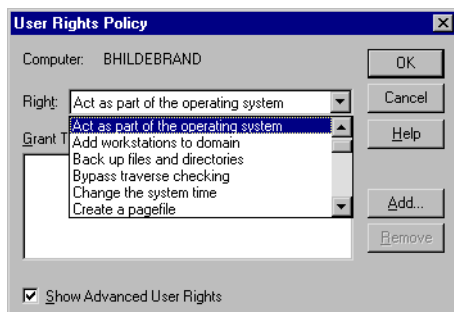 User Rights Policy
Computer: BHILDEBRAND
OK
Right: Act as part of the operating system
Cancel
Act as part of the operating system
Grant T
Help
Add workstations to domain
Back up files and directories
Bypass traverse checking
Change the system time
Add...
Create a pagefile
Remove
Show Advanced User Rights